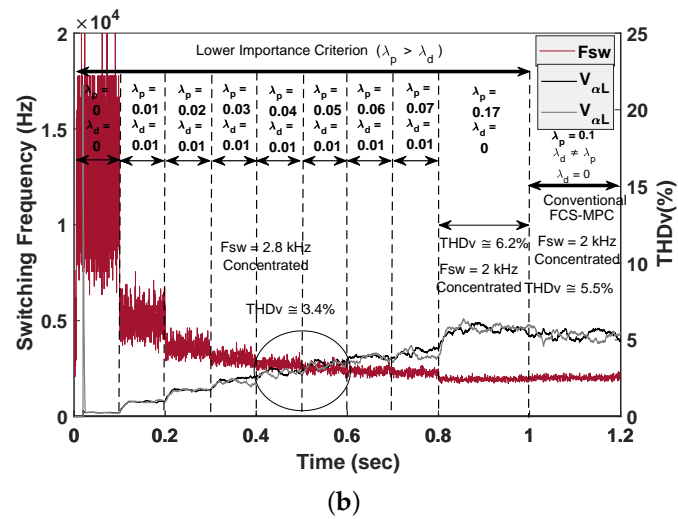 × 10⁴
Lower Importance Criterion ( λp > λd )
Fsw
VαL
VαL
λp = 0
λd = 0
λp = 0.01
λd = 0.01
λp = 0.02
λd = 0.01
λp = 0.03
λd = 0.01
λp = 0.04
λd = 0.01
λp = 0.05
λd = 0.01
λp = 0.06
λd = 0.01
λp = 0.07
λd = 0.01
λp = 0.17
λd = 0
λp = 0.1
λd ≠ λp
λd = 0
Conventional
FCS-MPC
Fsw = 2.8 kHz
Concentrated
THDv ≅ 3.4%
THDv ≅ 6.2%
Fsw = 2 kHz
Concentrated
Fsw = 2 kHz
Concentrated
THDv ≅ 5.5%
Switching Frequency (Hz)
2
1.5
1
0.5
0
THDv(%)
25
20
15
10
5
0
0 0.2 0.4 0.6 0.8 1 1.2
Time (sec)
(b)